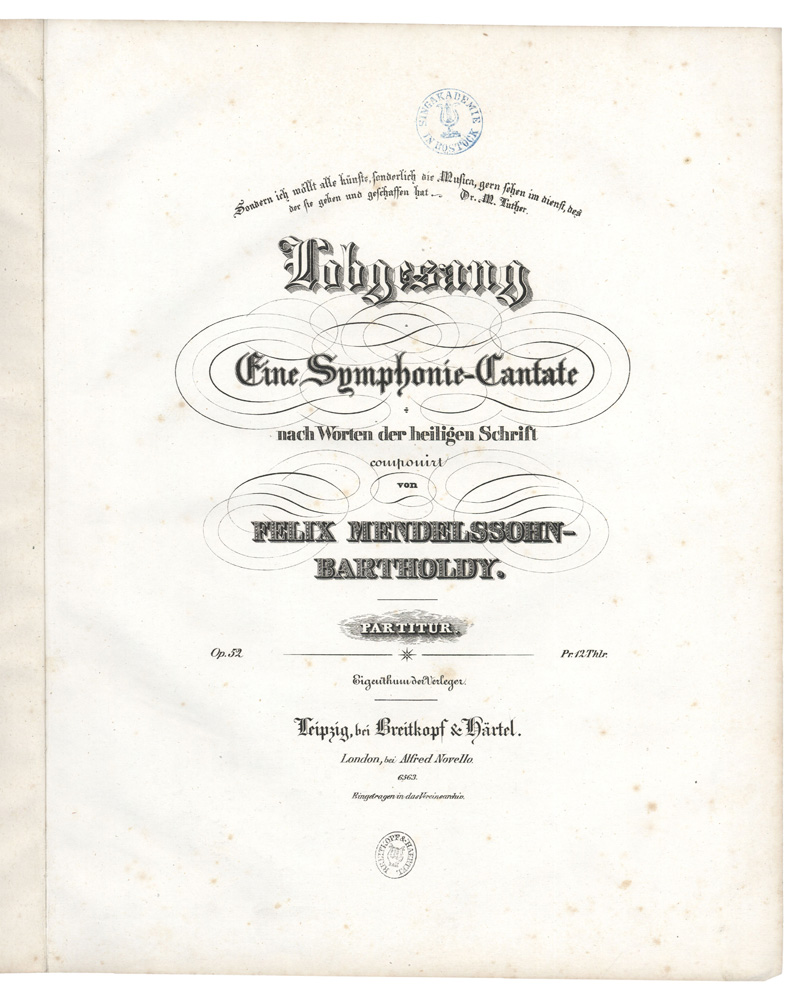 SINGAKADEMIE
IN ROSTOCK
Sondern ich wöllt alle künste, sonderlich die Musica, gern sehen im dienst, des
der sie geben und geschaffen hat. Dr. M. Luther.
Lobgesang
Eine Symphonie-Cantate
nach Worten der heiligen Schrift
componirt
von
FELIX MENDELSSOHN-
BARTHOLDY.
PARTITUR.
Op. 52. Pr. 12 Thlr.
Eigenthum der Verleger.
Leipzig, bei Breitkopf & Härtel.
London, bei Alfred Novello.
6363.
Eingetragen in das Vereinsarchiv.
BREITKOPF & HAERTEL